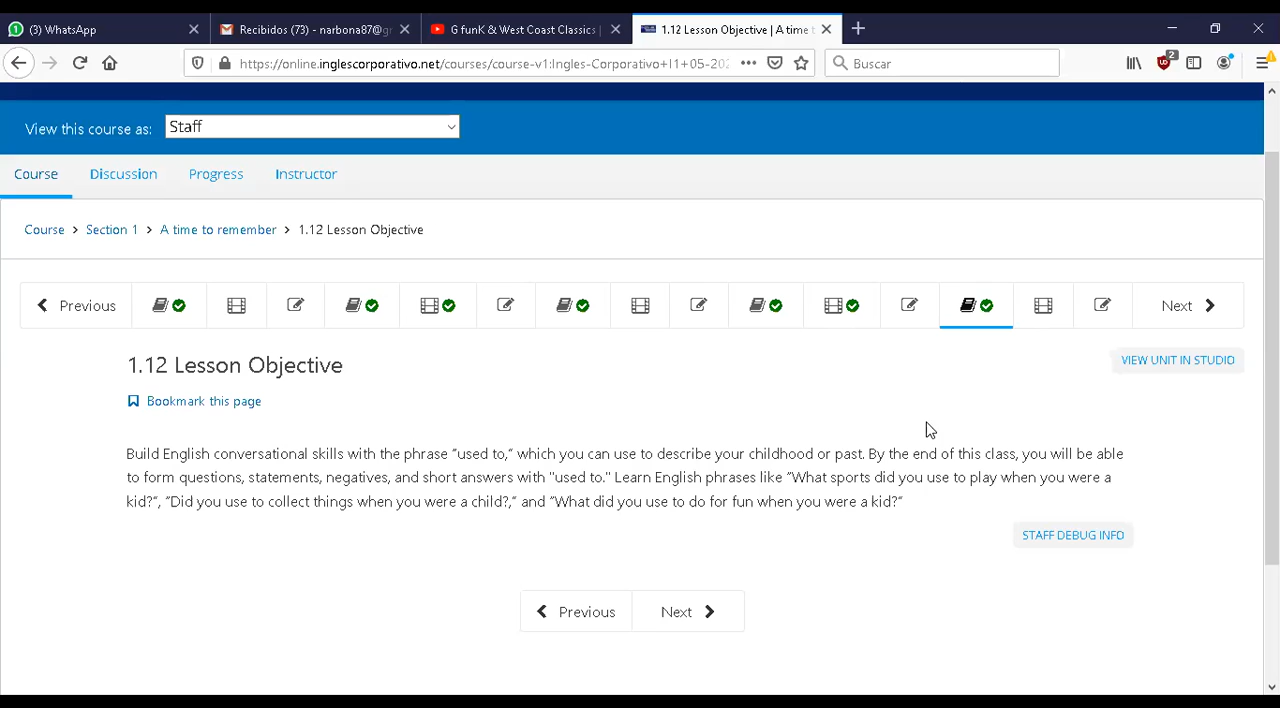 (3) WhatsApp
Recibidos (73) - narbona87@gr
G funK & West Coast Classics |
1.12 Lesson Objective | A time t
https://online.inglescorporativo.net/courses/course-v1:Ingles-Corporativo+I1+05-202
Buscar
2
View this course as: Staff
Course Discussion Progress Instructor
Course > Section 1 > A time to remember > 1.12 Lesson Objective
Previous Next
1.12 Lesson Objective
VIEW UNIT IN STUDIO
Bookmark this page
Build English conversational skills with the phrase "used to," which you can use to describe your childhood or past. By the end of this class, you will be able
to form questions, statements, negatives, and short answers with "used to." Learn English phrases like "What sports did you use to play when you were a
kid?", "Did you use to collect things when you were a child?," and "What did you use to do for fun when you were a kid?"
STAFF DEBUG INFO
Previous Next